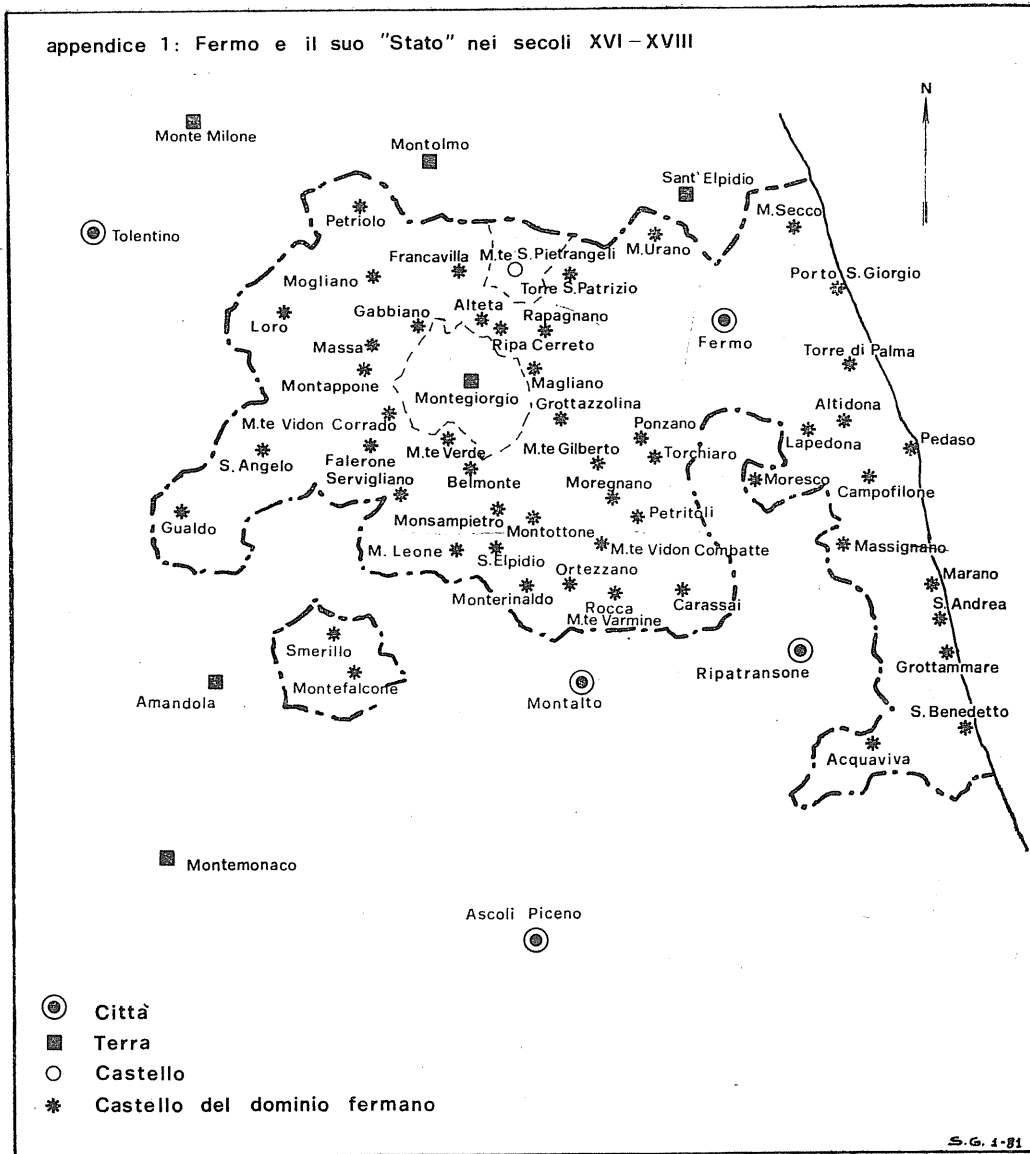 appendice 1: Fermo e il suo "Stato" nei secoli XVI – XVIII
N
Monte Milone
Montolmo
Sant' Elpidio
Petriolo
M. Secco
Tolentino
M. Urano
Francavilla
M.te S. Pietrangeli
Mogliano
Torre S. Patrizio
Porto S. Giorgio
Loro
Gabbiano
Alteta
Rapagnano
Ripa Cerreto
Fermo
Massa
Torre di Palma
Montappone
Magliano
Montegiorgio
Grottazzolina
Altidona
M.te Vidon Corrado
Ponzano
Lapedona
Pedaso
S. Angelo
Falerone
M.te Verde
M.te Gilberto
Torchiaro
Servigliano
Belmonte
Moregnano
Moresco
Campofilone
Gualdo
Monsampietro
Montottone
Petritoli
M. Leone
S. Elpidio
M.te Vidon Combatte
Massignano
Ortezzano
Monterinaldo
Rocca
M.te Varmine
Carassai
Marano
S. Andrea
Smerillo
Ripatransone
Grottammare
Montefalcone
Amandola
Montalto
S. Benedetto
Acquaviva
Montemonaco
Ascoli Piceno
Città
Terra
Castello
Castello del dominio fermano
S.G. 1-81